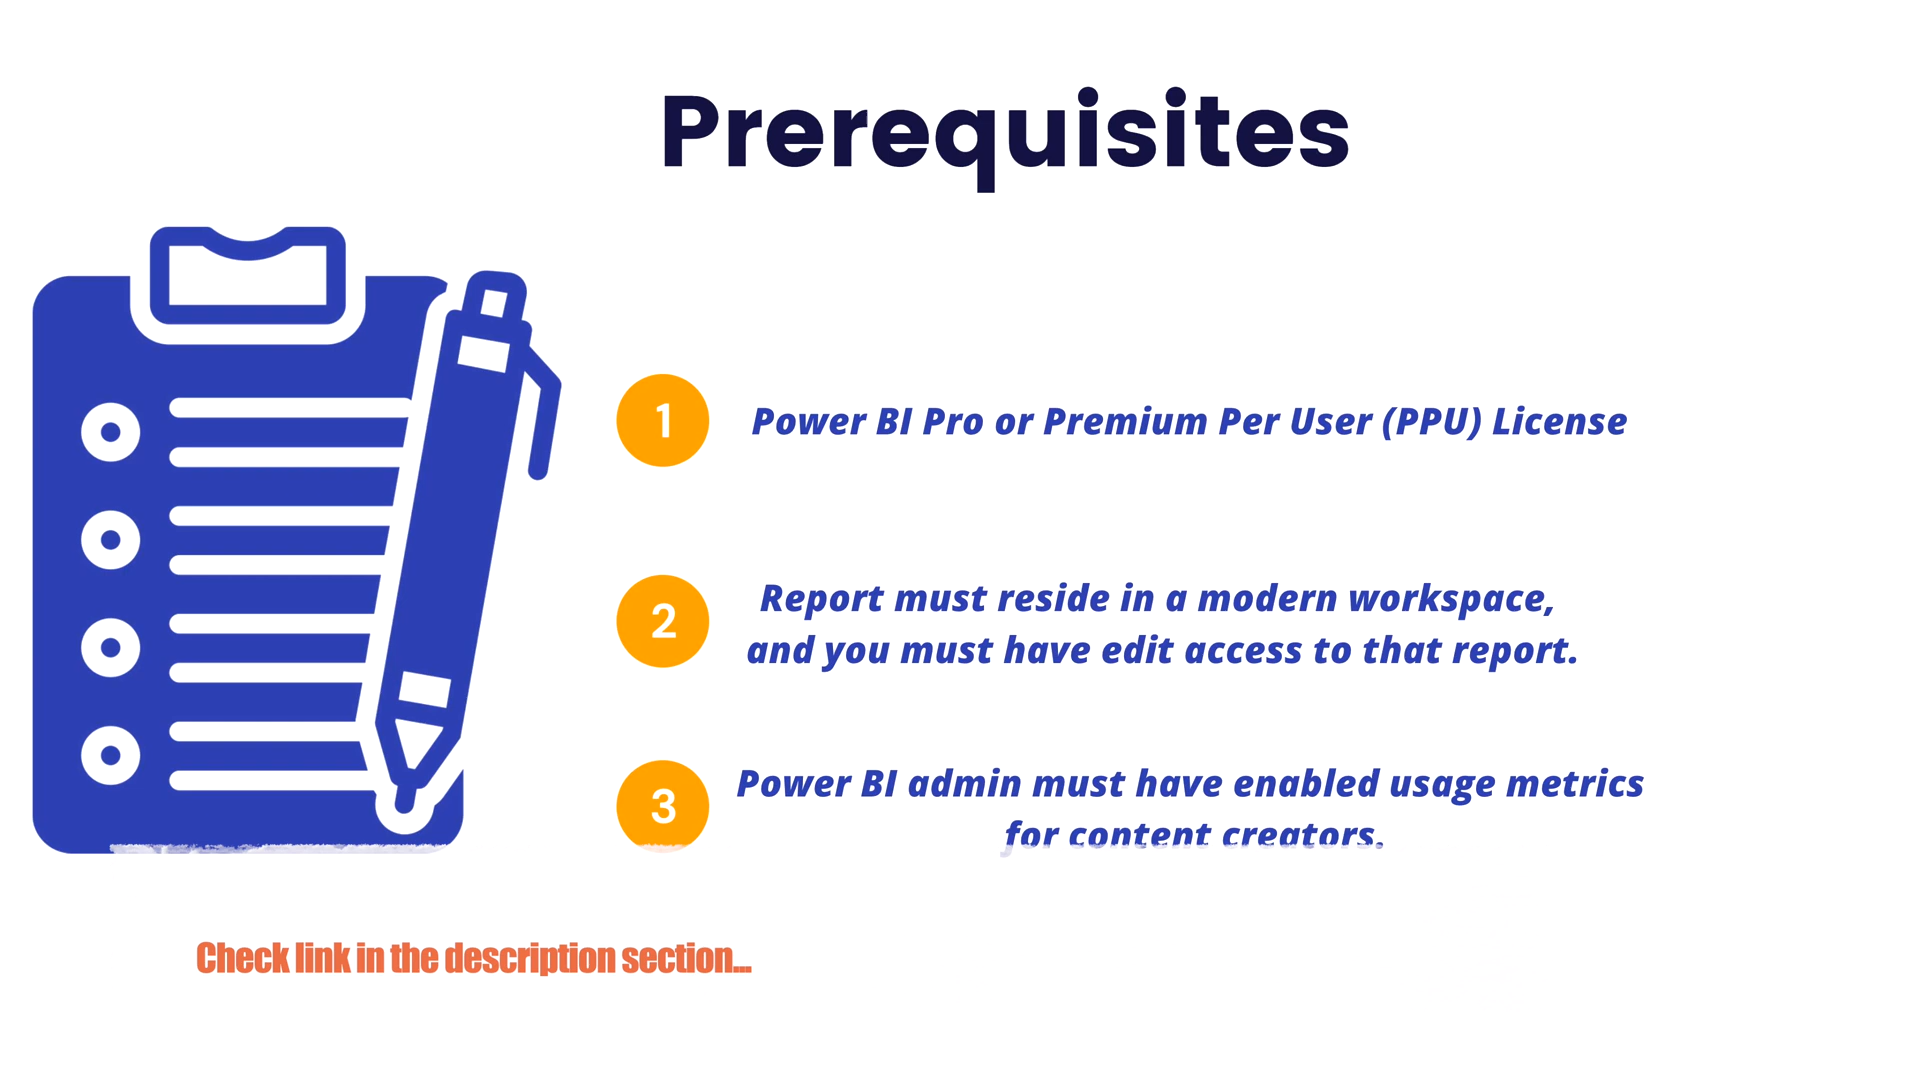 Prerequisites
1
Power BI Pro or Premium Per User (PPU) License
2
Report must reside in a modern workspace,
and you must have edit access to that report.
3
Power BI admin must have enabled usage metrics
for content creators.
Check link in the description section...